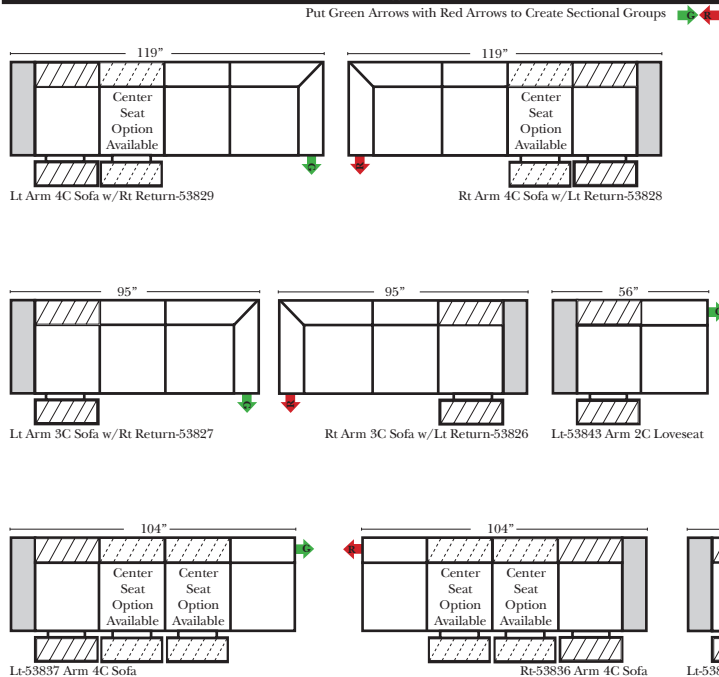 Put Green Arrows with Red Arrows to Create Sectional Groups G R
119” 119”
Center
Seat
Option
Available
Center
Seat
Option
Available
G R
Lt Arm 4C Sofa w/Rt Return-53829 Rt Arm 4C Sofa w/Lt Return-53828
95” 95” 56”
G
G R
Lt Arm 3C Sofa w/Rt Return-53827 Rt Arm 3C Sofa w/Lt Return-53826 Lt-53843 Arm 2C Loveseat
104” 104”
G R
Center Center
Seat Seat
Option Option
Available Available
Center Center
Seat Seat
Option Option
Available Available
Lt-53837 Arm 4C Sofa Rt-53836 Arm 4C Sofa Lt-538